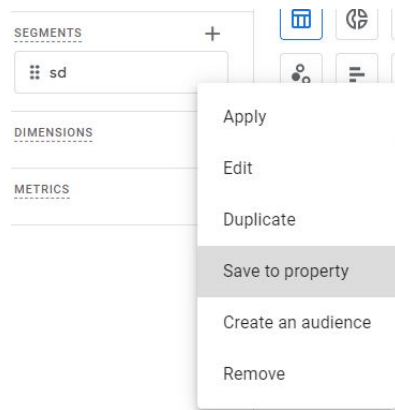 SEGMENTS
sd
DIMENSIONS
METRICS
Apply
Edit
Duplicate
Save to property
Create an audience
Remove